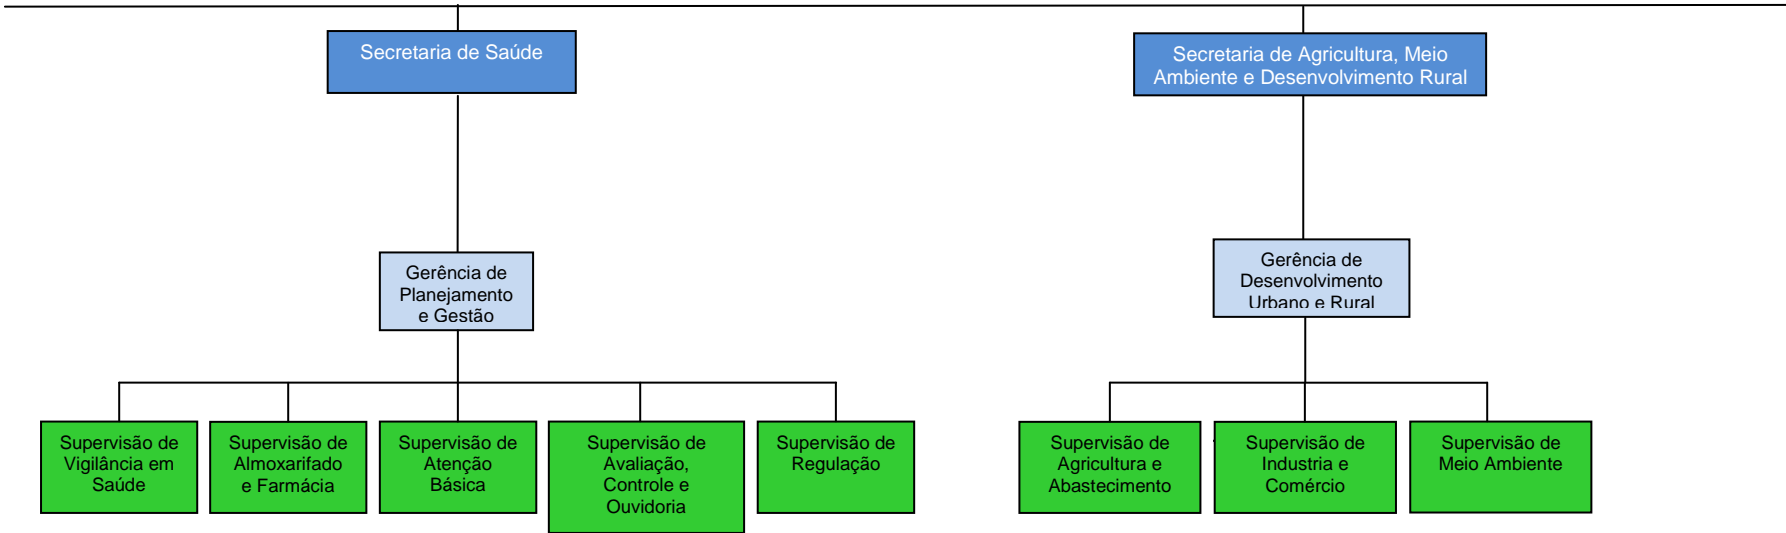 Secretaria de Saúde
Secretaria de Agricultura, Meio
Ambiente e Desenvolvimento Rural
Gerência de
Planejamento
e Gestão
Gerência de
Desenvolvimento
Urbano e Rural
Supervisão de
Vigilância em
Saúde
Supervisão de
Almoxarifado
e Farmácia
Supervisão de
Atenção
Básica
Supervisão de
Avaliação,
Controle e
Ouvidoria
Supervisão de
Regulação
Supervisão de
Agricultura e
Abastecimento
Supervisão de
Industria e
Comércio
Supervisão de
Meio Ambiente